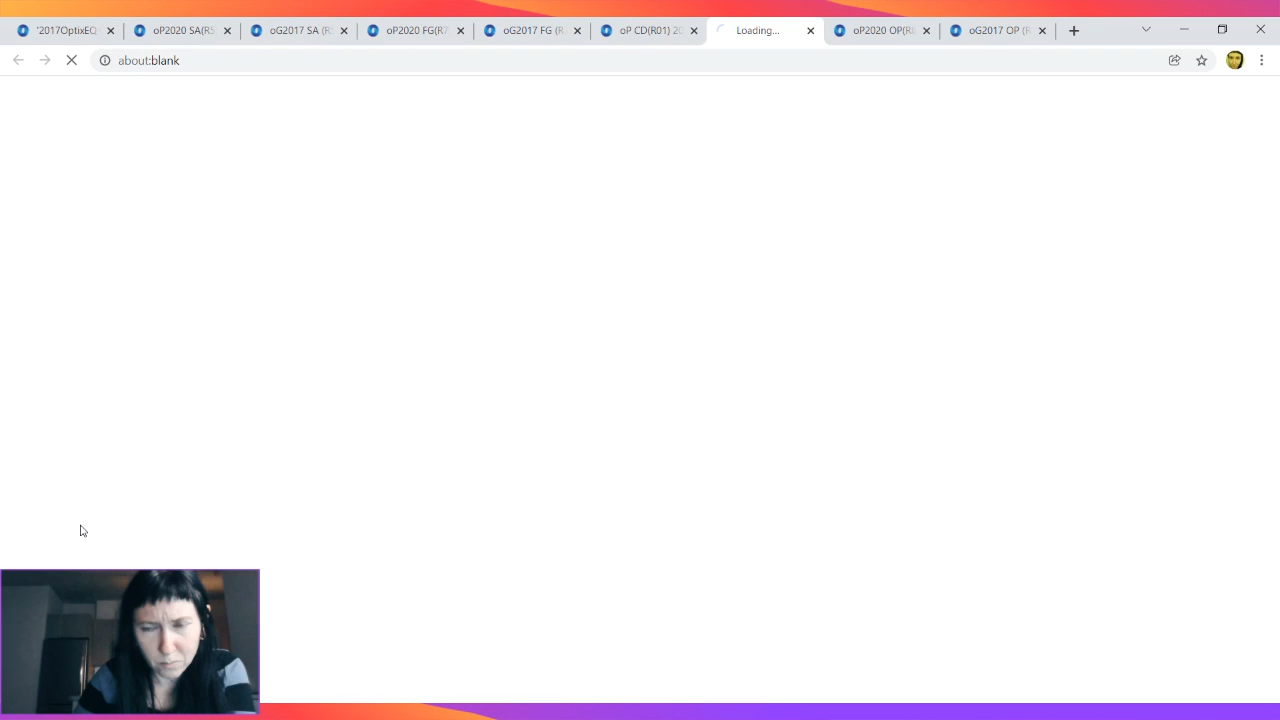 '2017OptixEQ
oP2020 SA(R5
oG2017 SA (R
oP2020 FG(R7
oG2017 FG (R
oP CD(R01) 20
Loading...
oP2020 OP(R
oG2017 OP (R
about:blank